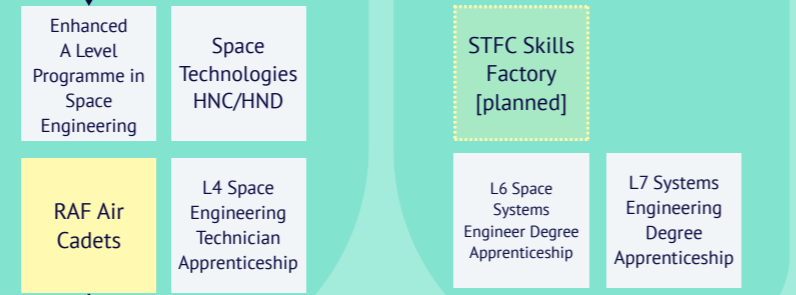 Enhanced
A Level
Programme in
Space
Engineering
Space
Technologies
HNC/HND
STFC Skills
Factory
[planned]
RAF Air
Cadets
L4 Space
Engineering
Technician
Apprenticeship
L6 Space
Systems
Engineer Degree
Apprenticeship
L7 Systems
Engineering
Degree
Apprenticeship